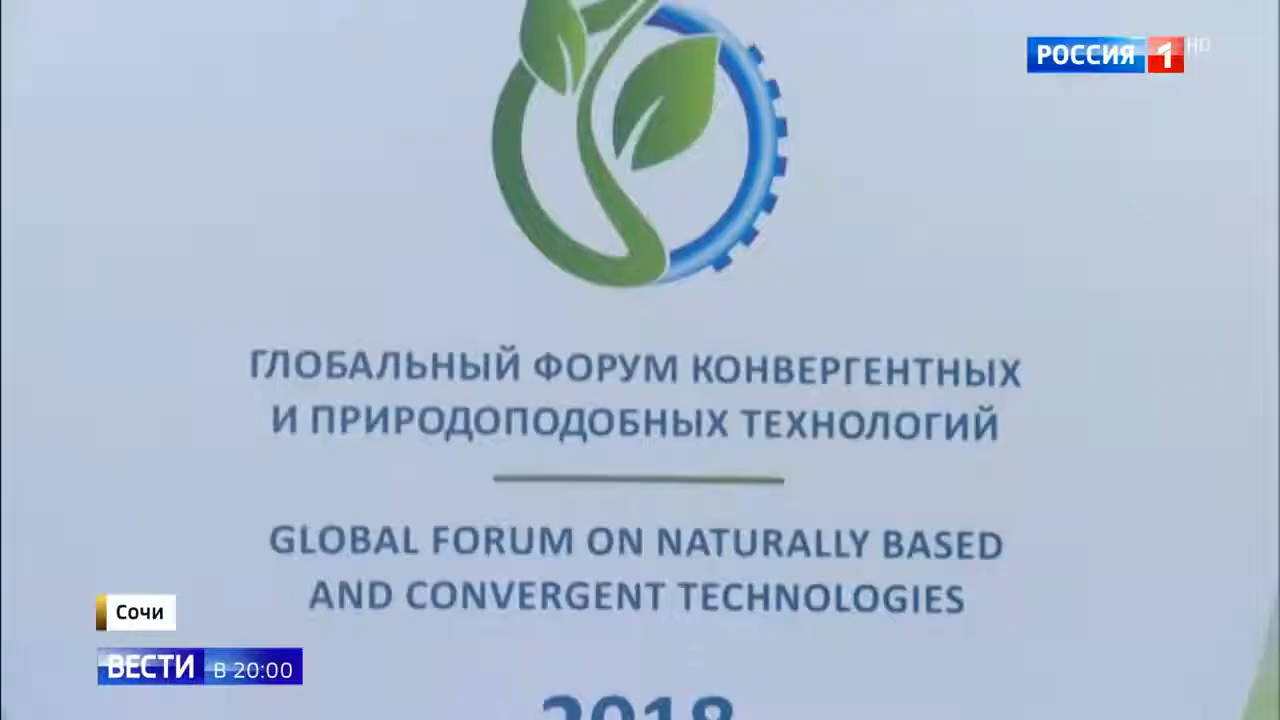 РОССИЯ 1 HD
ГЛОБАЛЬНЫЙ ФОРУМ КОНВЕРГЕНТНЫХ
И ПРИРОДОПОДОБНЫХ ТЕХНОЛОГИЙ
GLOBAL FORUM ON NATURALLY BASED
AND CONVERGENT TECHNOLOGIES
Сочи
ВЕСТИ В 20:00
2018